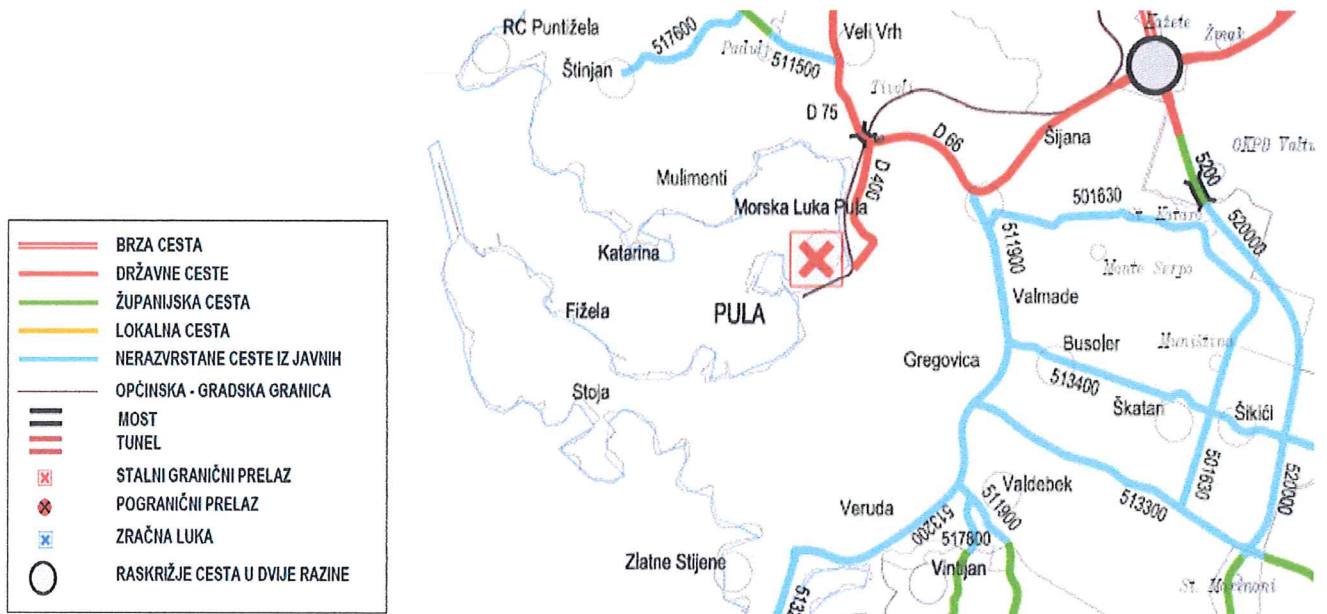 BRZA CESTA
DRŽAVNE CESTE
ŽUPANIJSKA CESTA
LOKALNA CESTA
NERAZVRSTANE CESTE IZ JAVNIH
OPĆINSKA - GRADSKA GRANICA
MOST
TUNEL
STALNI GRANIČNI PRELAZ
POGRANIČNI PRELAZ
ZRAČNA LUKA
RASKRIŽJE CESTA U DVIJE RAZINE
RC Puntižela
517600
Veli Vrh
Štinjan
511500
Tivoli
D 75
D 66
Šijana
5200
Mulimenti
D 400
501630
Morska Luka Pula
520000
Katarina
511900
Monte Serpo
Valmade
Fižela
PULA
Busoler
Gregovica
513400
Stoja
Škatan
Šikići
501630
520000
Valdebek
511900
513300
Veruda
513200
517800
Zlatne Stijene
Vintijan